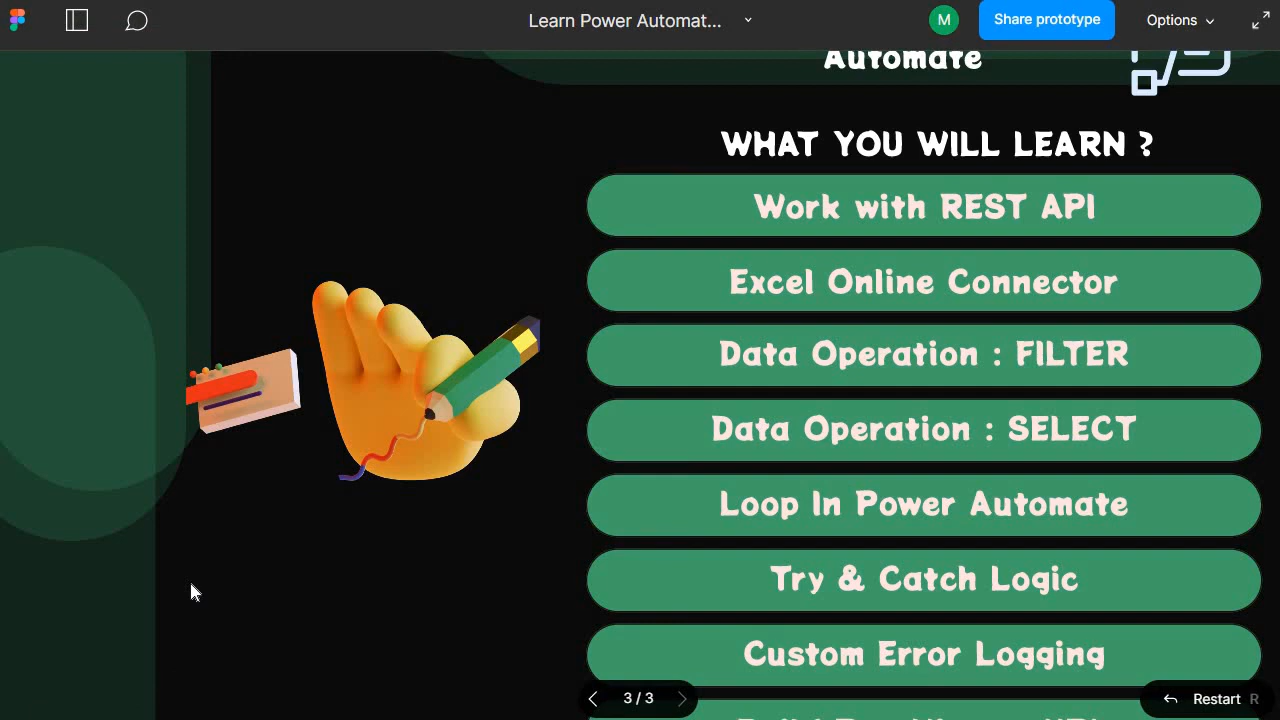 Learn Power Automat...
M
Share prototype
Options
Automate
WHAT YOU WILL LEARN ?
Work with REST API
Excel Online Connector
Data Operation : FILTER
Data Operation : SELECT
Loop In Power Automate
Try & Catch Logic
Custom Error Logging
3 / 3
Restart R